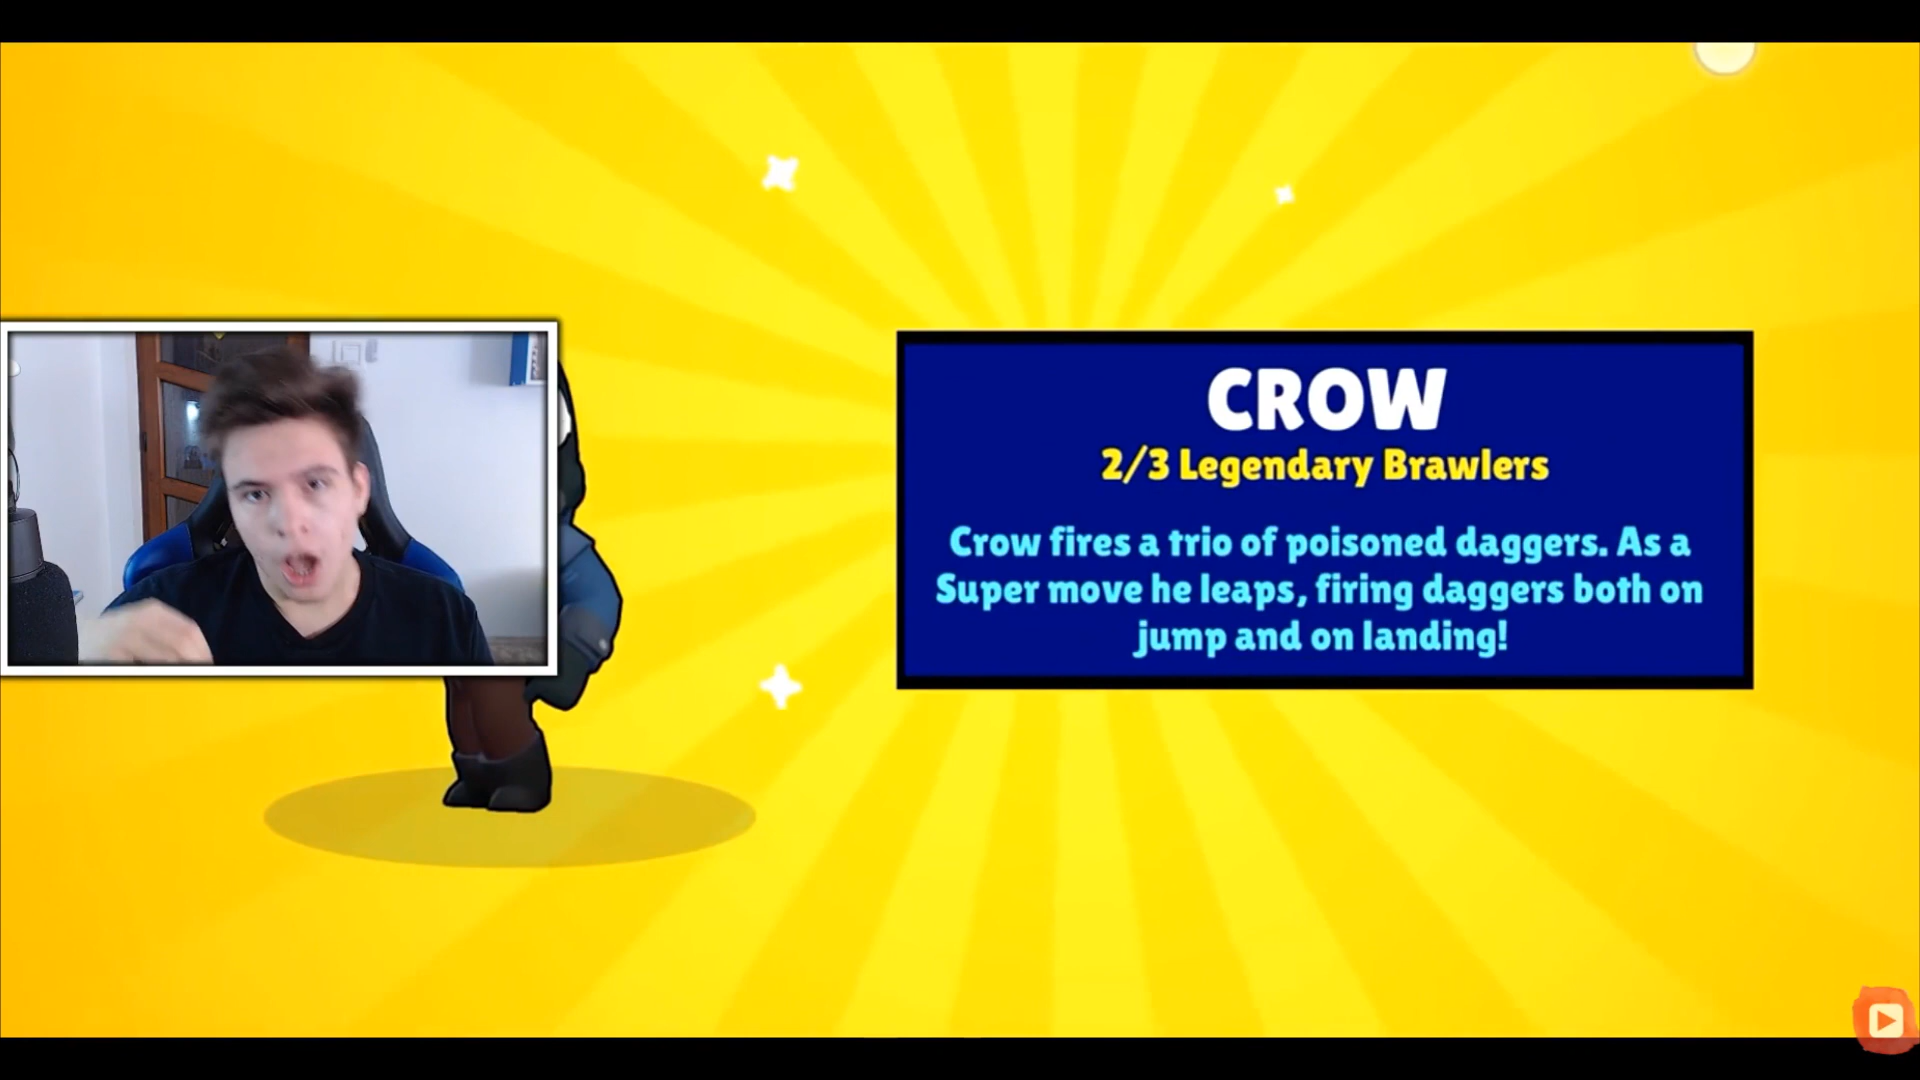 CROW
2/3 Legendary Brawlers
Crow fires a trio of poisoned daggers. As a
Super move he leaps, firing daggers both on
jump and on landing!